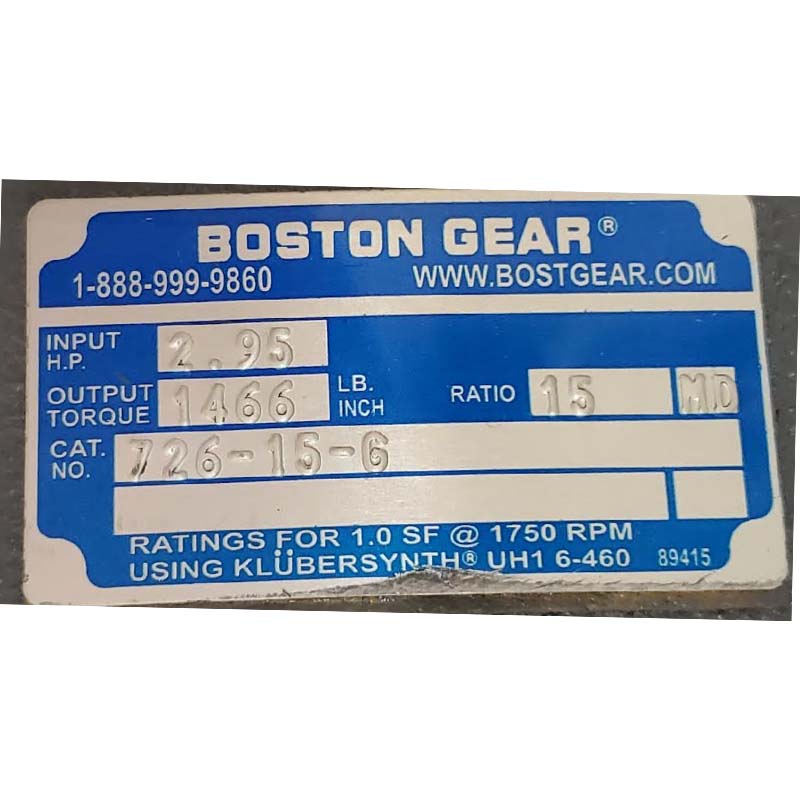 BOSTON GEAR®
1-888-999-9860 WWW.BOSTGEAR.COM
INPUT H.P. 2.95
OUTPUT TORQUE 1466 LB. INCH RATIO 15 MD
CAT. NO. 726-15-G
RATINGS FOR 1.0 SF @ 1750 RPM
USING KLÜBERSYNTH® UH1 6-460 89415